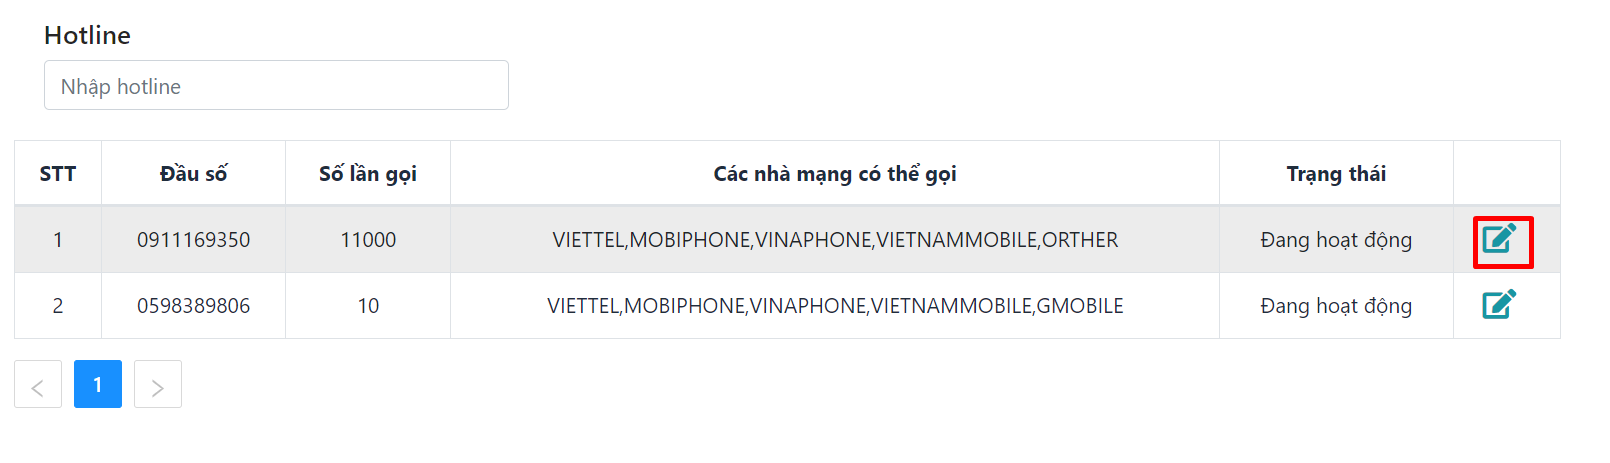 Hotline
Nhập hotline
STT Đầu số Số lần gọi Các nhà mạng có thể gọi Trạng thái
1 0911169350 11000 VIETTEL,MOBIPHONE,VINAPHONE,VIETNAMMOBILE,ORTHER Đang hoạt động
2 0598389806 10 VIETTEL,MOBIPHONE,VINAPHONE,VIETNAMMOBILE,GMOBILE Đang hoạt động
< 1 >